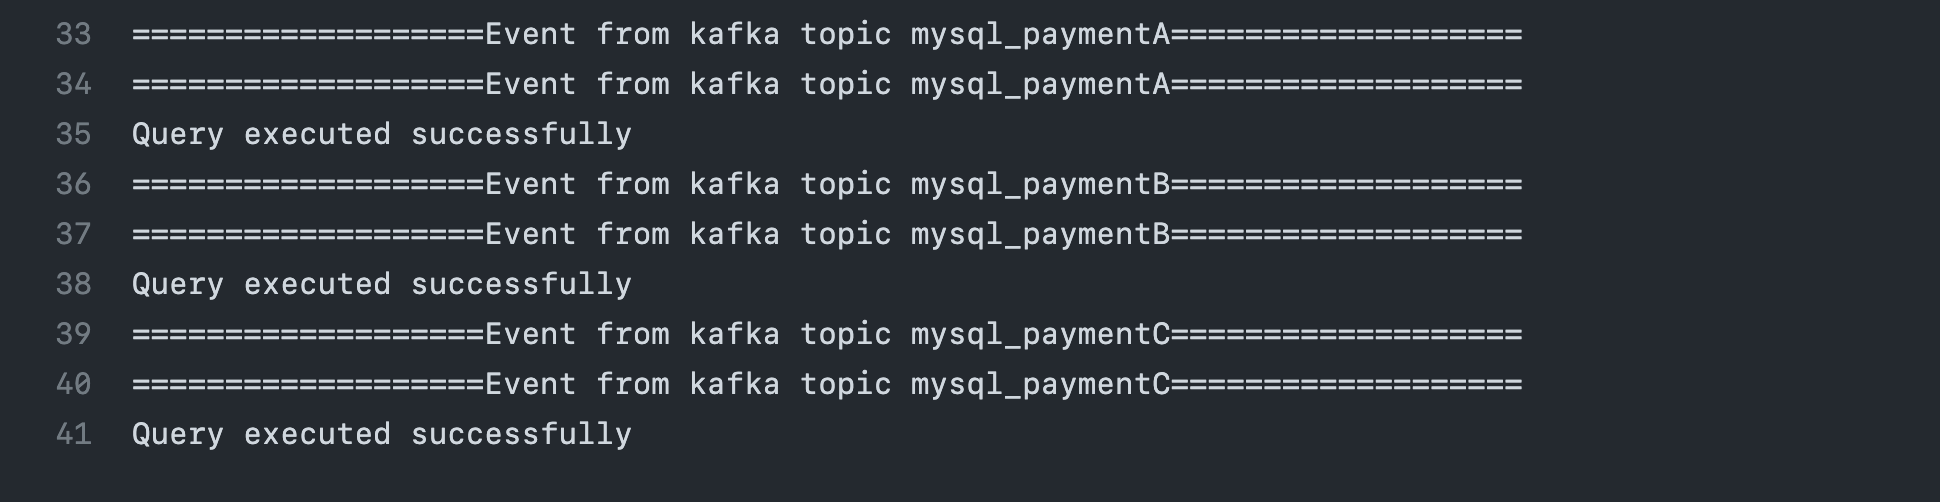 33 ===================Event from kafka topic mysql_paymentA===================
34 ===================Event from kafka topic mysql_paymentA===================
35 Query executed successfully
36 ===================Event from kafka topic mysql_paymentB===================
37 ===================Event from kafka topic mysql_paymentB===================
38 Query executed successfully
39 ===================Event from kafka topic mysql_paymentC===================
40 ===================Event from kafka topic mysql_paymentC===================
41 Query executed successfully